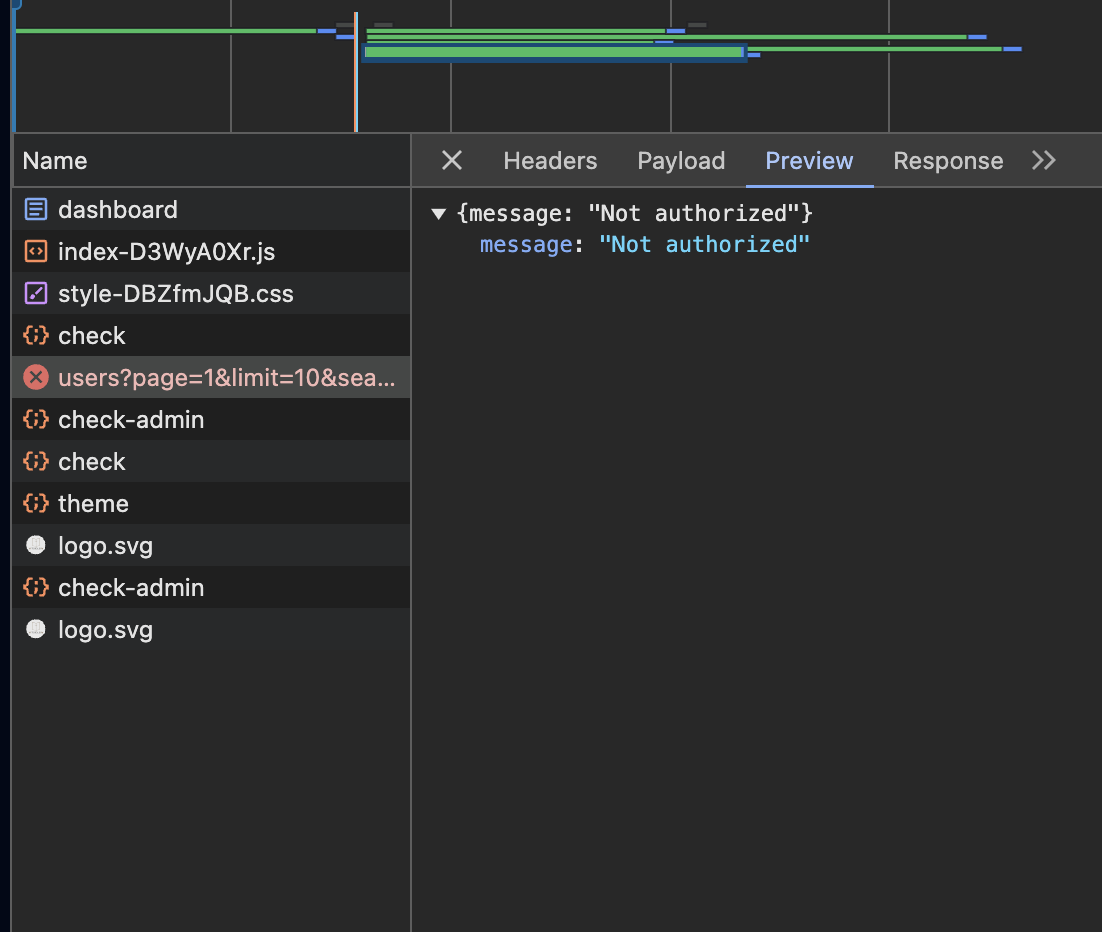 Name
Headers Payload Preview Response
dashboard
index-D3WyA0Xr.js
style-DBZfmJQB.css
check
users?page=1&limit=10&sea...
check-admin
check
theme
logo.svg
check-admin
logo.svg
{message: "Not authorized"}
message: "Not authorized"